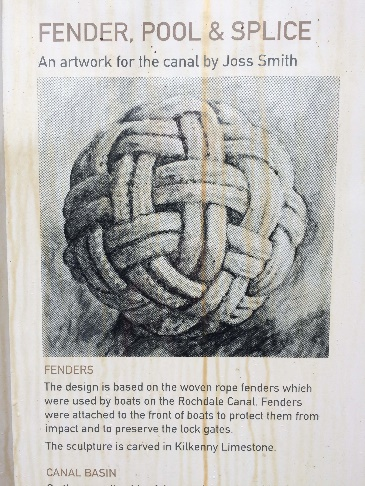 FENDER, POOL & SPLICE
An artwork for the canal by Joss Smith
FENDERS
The design is based on the woven rope fenders which
were used by boats on the Rochdale Canal. Fenders
were attached to the front of boats to protect them from
impact and to preserve the lock gates.
The sculpture is carved in Kilkenny Limestone.
CANAL BASIN